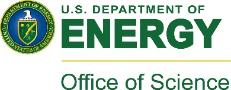 U.S. DEPARTMENT OF
ENERGY
Office of Science